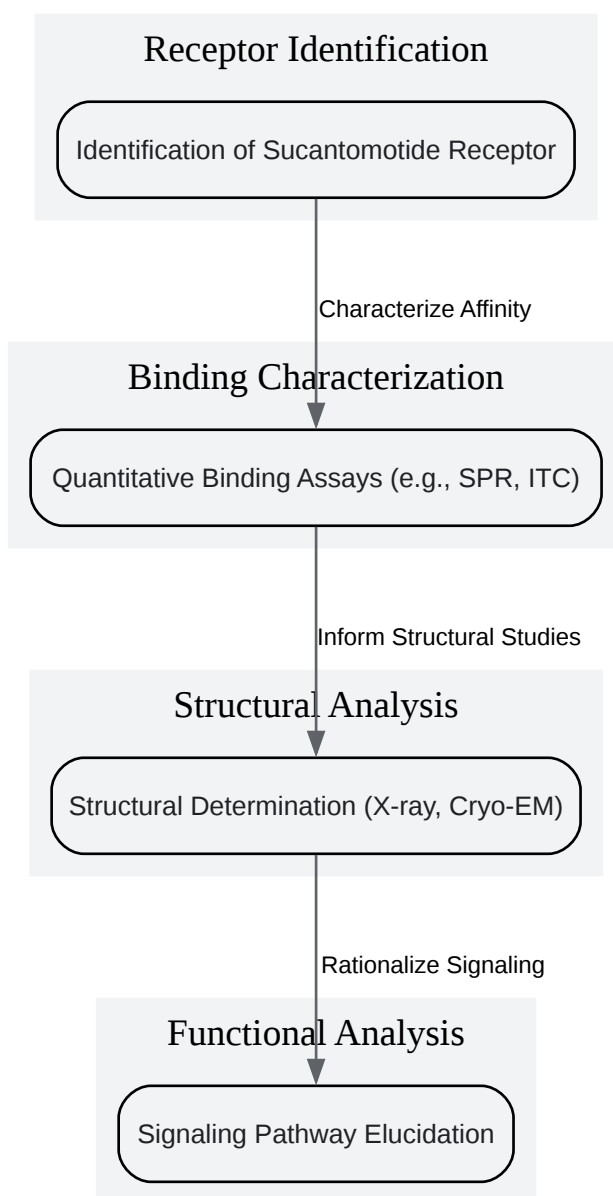 Receptor Identification
Identification of Sucantomotide Receptor
Characterize Affinity
Binding Characterization
Quantitative Binding Assays (e.g., SPR, ITC)
Inform Structural Studies
Structural Analysis
Structural Determination (X-ray, Cryo-EM)
Rationalize Signaling
Functional Analysis
Signaling Pathway Elucidation